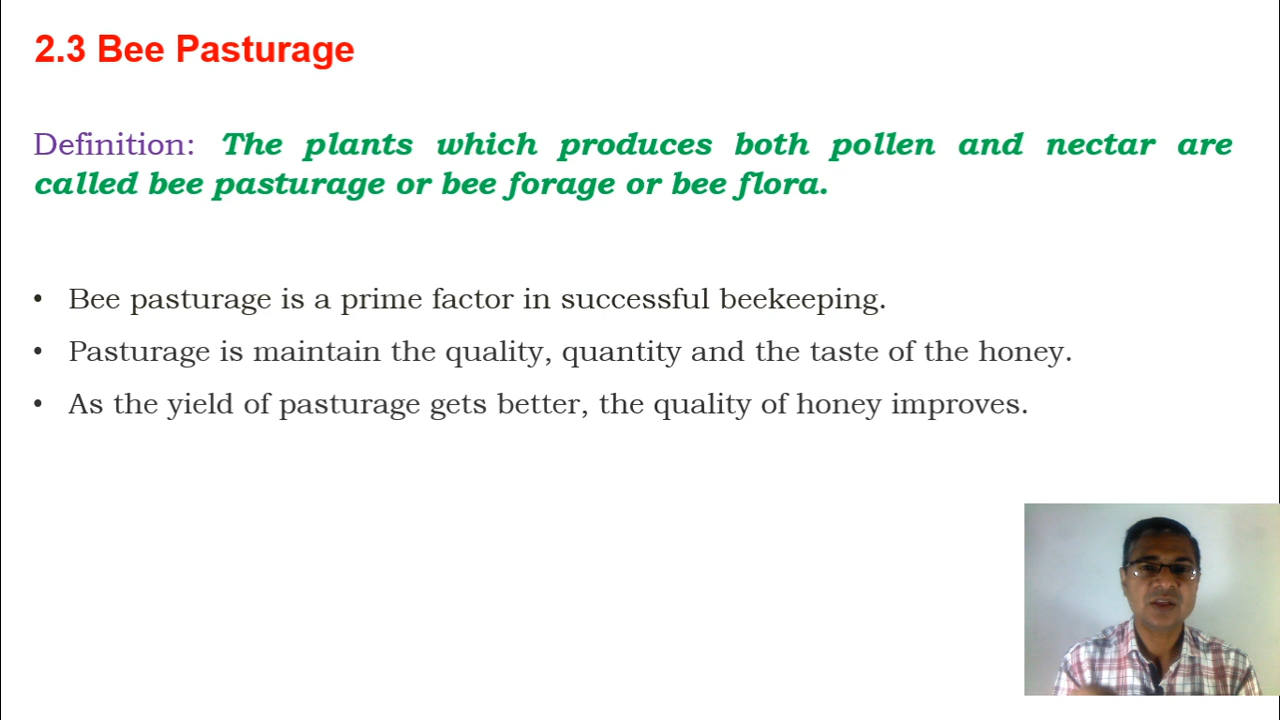 2.3 Bee Pasturage
Definition: The plants which produces both pollen and nectar are
called bee pasturage or bee forage or bee flora.
• Bee pasturage is a prime factor in successful beekeeping.
• Pasturage is maintain the quality, quantity and the taste of the honey.
• As the yield of pasturage gets better, the quality of honey improves.